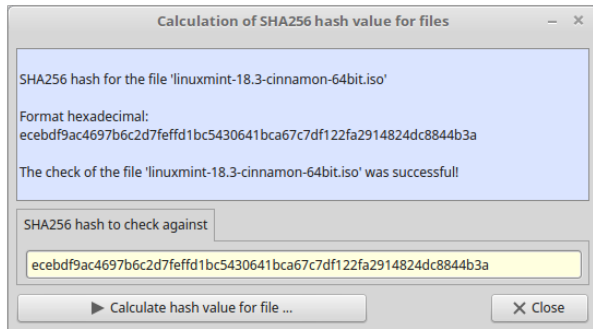 Calculation of SHA256 hash value for files
SHA256 hash for the file 'linuxmint-18.3-cinnamon-64bit.iso'
Format hexadecimal:
ecebdf9ac4697b6c2d7feffd1bc5430641bca67c7df122fa2914824dc8844b3a
The check of the file 'linuxmint-18.3-cinnamon-64bit.iso' was successful!
SHA256 hash to check against
ecebdf9ac4697b6c2d7feffd1bc5430641bca67c7df122fa2914824dc8844b3a
Calculate hash value for file ...
Close